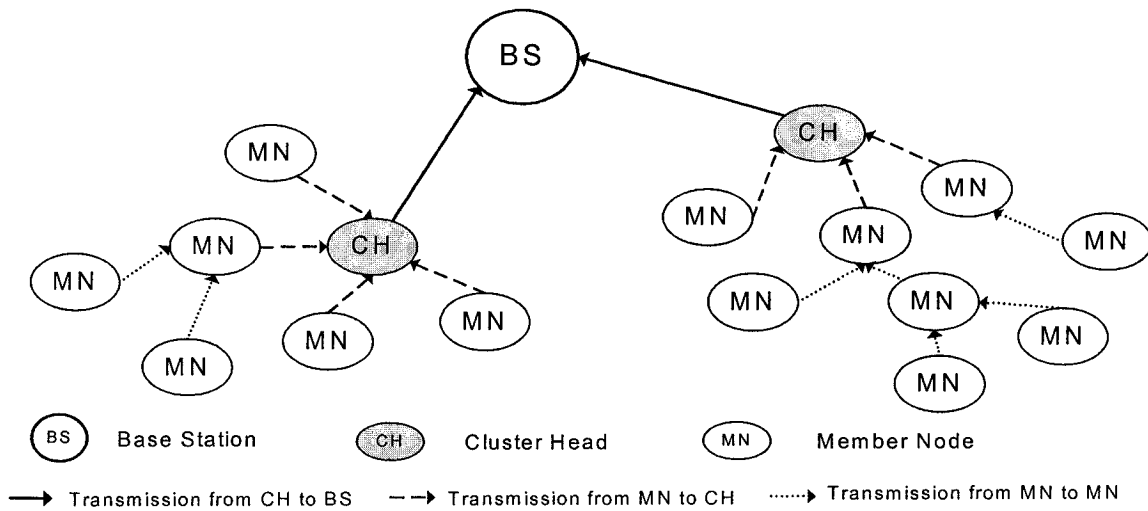 BS
CH
MN
MN
MN
MN
CH
MN
MN
MN
MN
MN
MN
MN
MN
MN
MN
MN
BS Base Station CH Cluster Head MN Member Node
Transmission from CH to BS Transmission from MN to CH Transmission from MN to MN